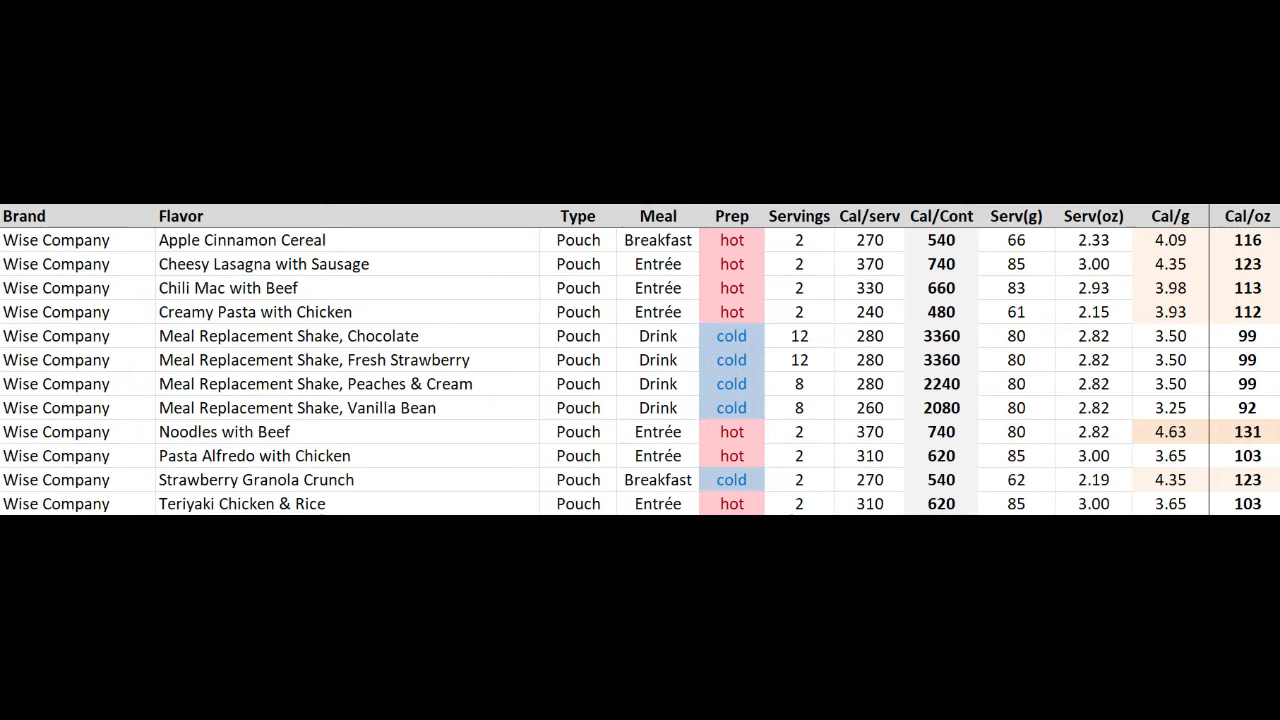 Brand Flavor Type Meal Prep Servings Cal/serv Cal/Cont Serv(g) Serv(oz) Cal/g Cal/oz
Wise Company Apple Cinnamon Cereal Pouch Breakfast hot 2 270 540 66 2.33 4.09 116
Wise Company Cheesy Lasagna with Sausage Pouch Entrée hot 2 370 740 85 3.00 4.35 123
Wise Company Chili Mac with Beef Pouch Entrée hot 2 330 660 83 2.93 3.98 113
Wise Company Creamy Pasta with Chicken Pouch Entrée hot 2 240 480 61 2.15 3.93 112
Wise Company Meal Replacement Shake, Chocolate Pouch Drink cold 12 280 3360 80 2.82 3.50 99
Wise Company Meal Replacement Shake, Fresh Strawberry Pouch Drink cold 12 280 3360 80 2.82 3.50 99
Wise Company Meal Replacement Shake, Peaches & Cream Pouch Drink cold 8 280 2240 80 2.82 3.50 99
Wise Company Meal Replacement Shake, Vanilla Bean Pouch Drink cold 8 260 2080 80 2.82 3.25 92
Wise Company Noodles with Beef Pouch Entrée hot 2 370 740 80 2.82 4.63 131
Wise Company Pasta Alfredo with Chicken Pouch Entrée hot 2 310 620 85 3.00 3.65 103
Wise Company Strawberry Granola Crunch Pouch Breakfast cold 2 270 540 62 2.19 4.35 123
Wise Company Teriyaki Chicken & Rice Pouch Entrée hot 2 310 620 85 3.00 3.65 103